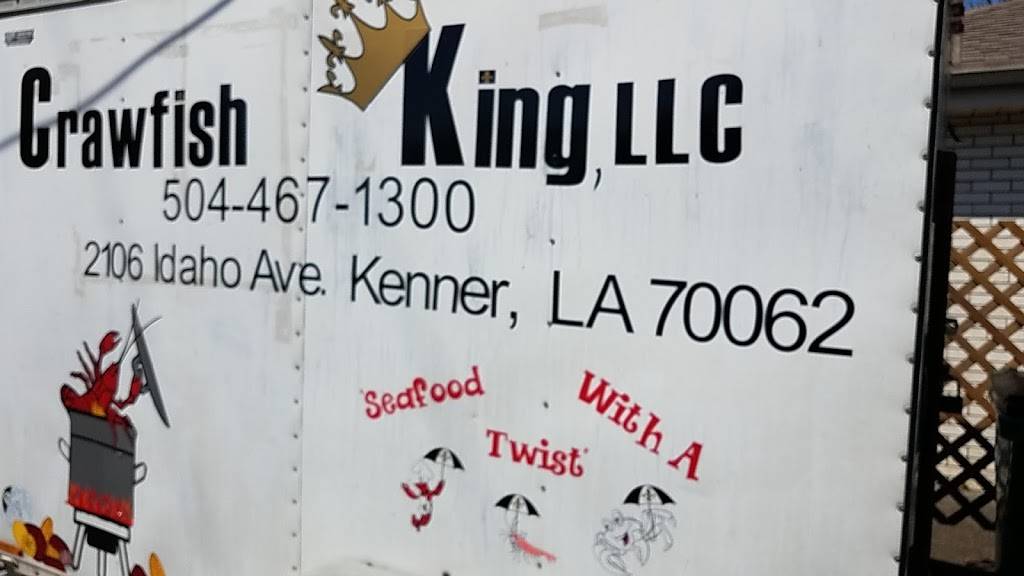 Crawfish King, LLC
504-467-1300
2106 Idaho Ave. Kenner, LA 70062
"Seafood With A
Twist"